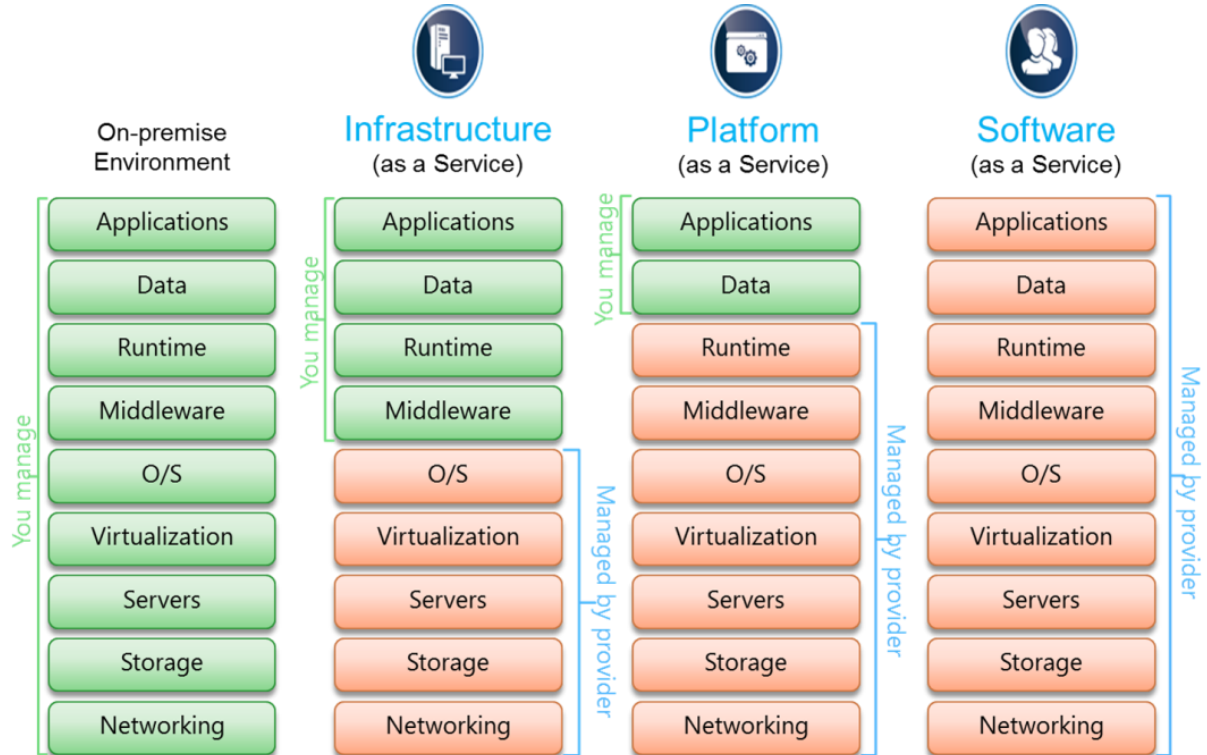 On-premise
Environment
Infrastructure
(as a Service)
Platform
(as a Service)
Software
(as a Service)
You manage
Applications
Data
Runtime
Middleware
O/S
Virtualization
Servers
Storage
Networking
You manage
Applications
Data
Runtime
Middleware
O/S
Virtualization
Servers
Storage
Networking
Managed by provider
You manage
Applications
Data
Runtime
Middleware
O/S
Virtualization
Servers
Storage
Networking
Managed by provider
Applications
Data
Runtime
Middleware
O/S
Virtualization
Servers
Storage
Networking
Managed by provider